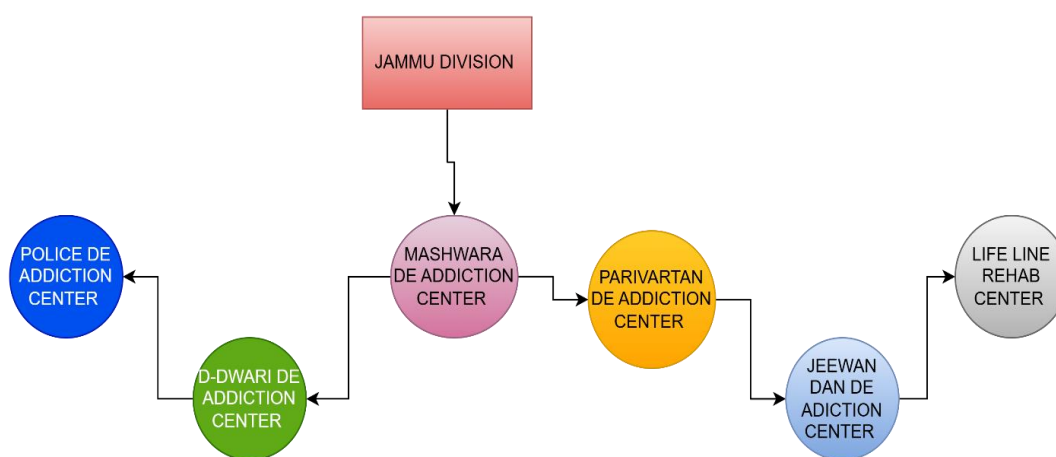 JAMMU DIVISION
POLICE DE
ADDICTION
CENTER
MASHWARA
DE ADDICTION
CENTER
PARIVARTAN
DE ADDICTION
CENTER
LIFE LINE
REHAB
CENTER
D-DWARI DE
ADDICTION
CENTER
JEEWAN
DAN DE
ADICTION
CENTER